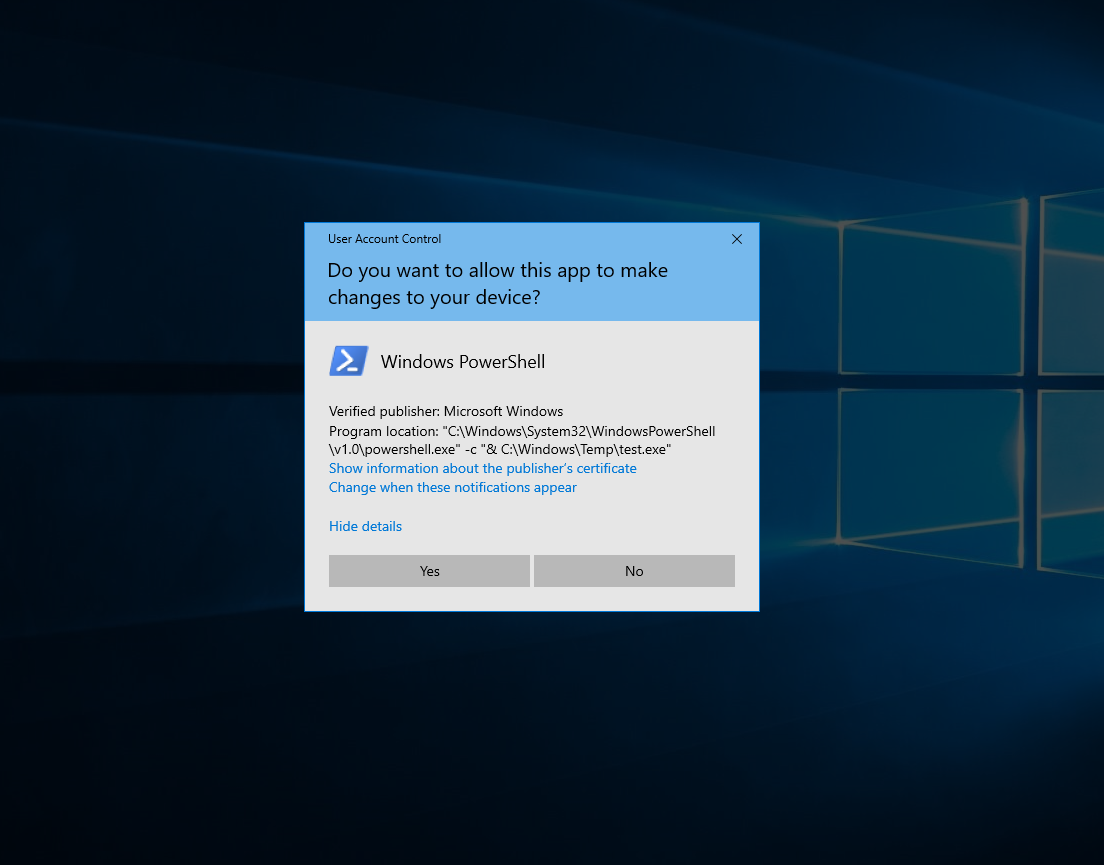 User Account Control
Do you want to allow this app to make
changes to your device?
Windows PowerShell
Verified publisher: Microsoft Windows
Program location: "C:\Windows\System32\WindowsPowerShell
\v1.0\powershell.exe" -c "& C:\Windows\Temp\test.exe"
Show information about the publisher’s certificate
Change when these notifications appear
Hide details
Yes
No